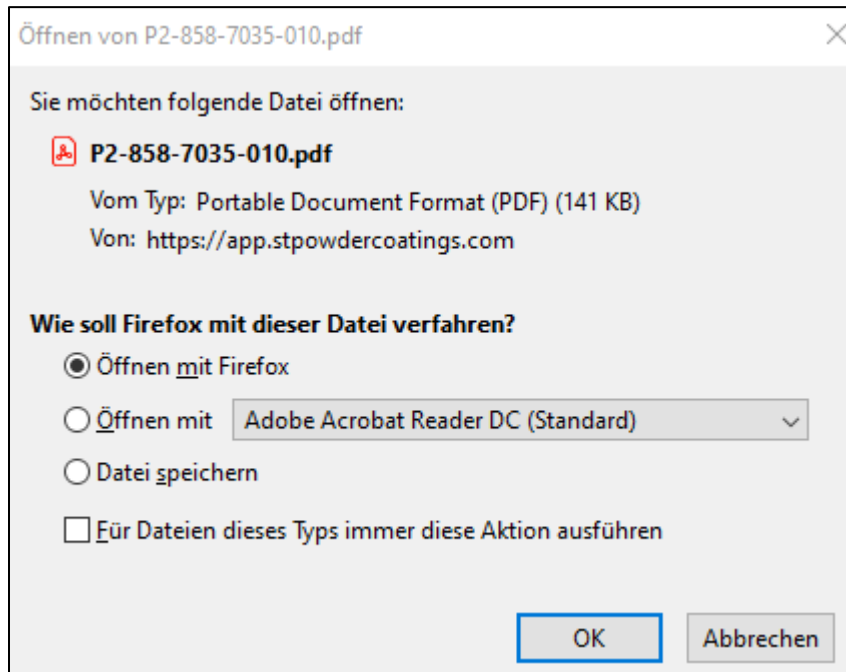 Öffnen von P2-858-7035-010.pdf
Sie möchten folgende Datei öffnen:
P2-858-7035-010.pdf
Vom Typ: Portable Document Format (PDF) (141 KB)
Von: https://app.stpowdercoatings.com
Wie soll Firefox mit dieser Datei verfahren?
Öffnen mit Firefox
Öffnen mit Adobe Acrobat Reader DC (Standard)
Datei speichern
Für Dateien dieses Typs immer diese Aktion ausführen
OK Abbrechen